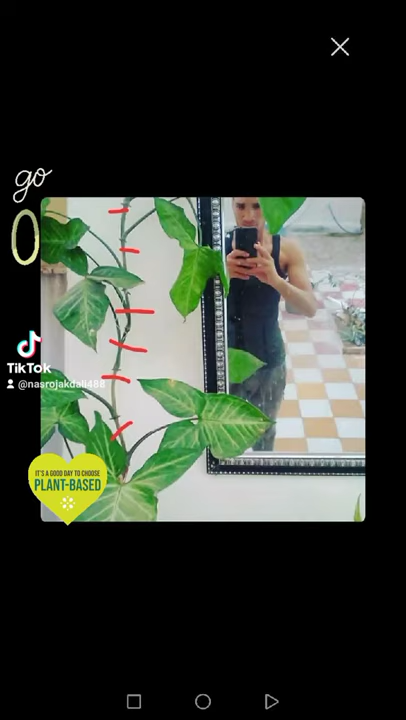 go
TikTok
@nasrojakdali488
IT'S A GOOD DAY TO CHOOSE
PLANT-BASED